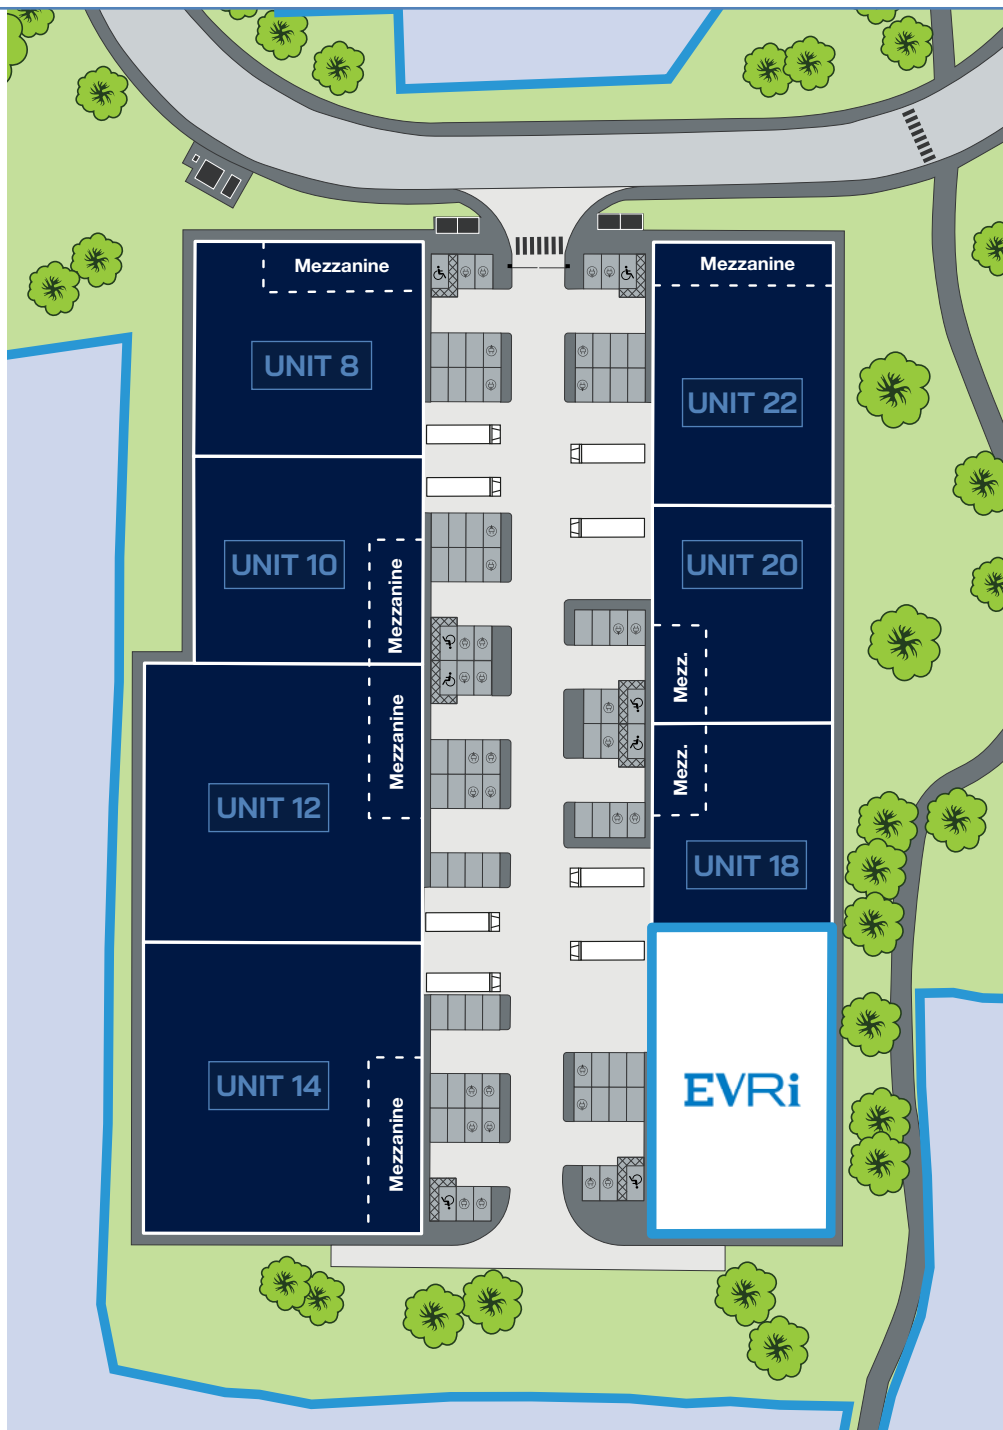 Mezzanine
UNIT 8
UNIT 10
Mezzanine
Mezzanine
UNIT 12
UNIT 14
Mezzanine
Mezzanine
UNIT 22
UNIT 20
Mezz.
Mezz.
UNIT 18
EVRi